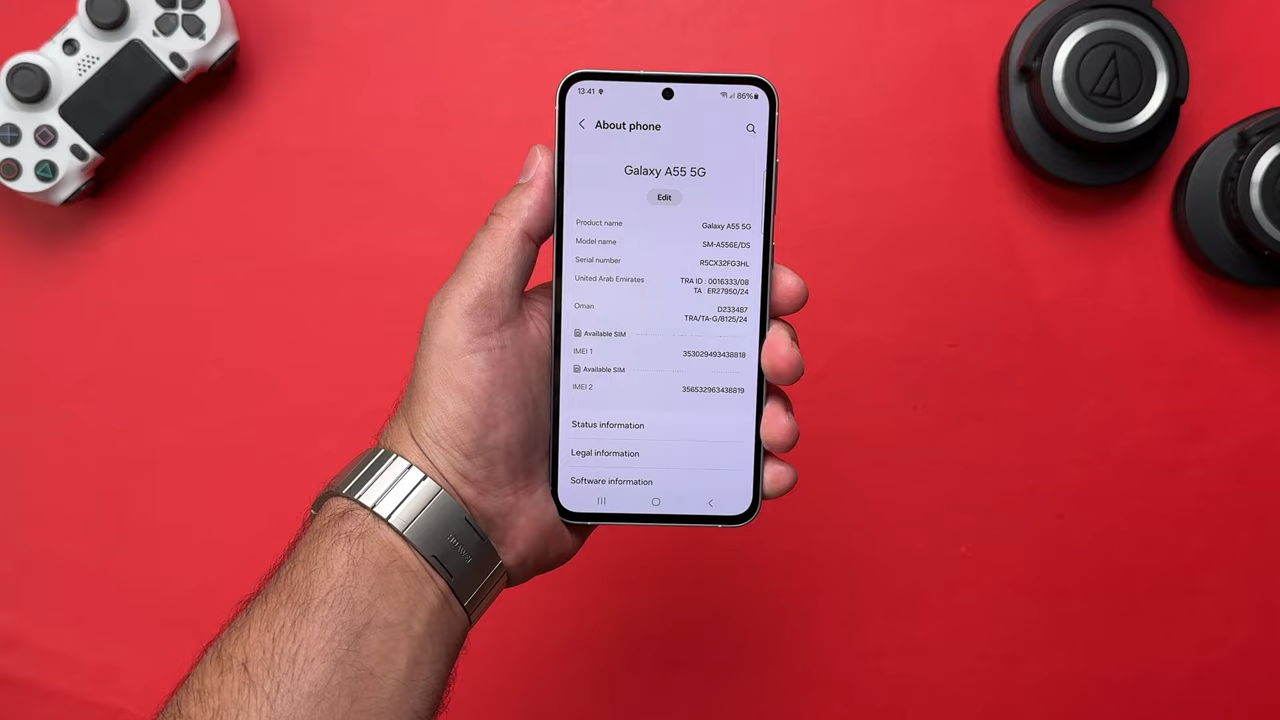 13:41
86%
About phone
Galaxy A55 5G
Edit
Product name Galaxy A55 5G
Model name SM-A556E/DS
Serial number R5CX32FG3HL
United Arab Emirates TRA ID : 0016333/08
TA : ER27950/24
Oman D233487
TRA/TA-G/8125/24
Available SIM
IMEI 1 353029493438818
Available SIM
IMEI 2 356532963438819
Status information
Legal information
Software information
HUAWEI